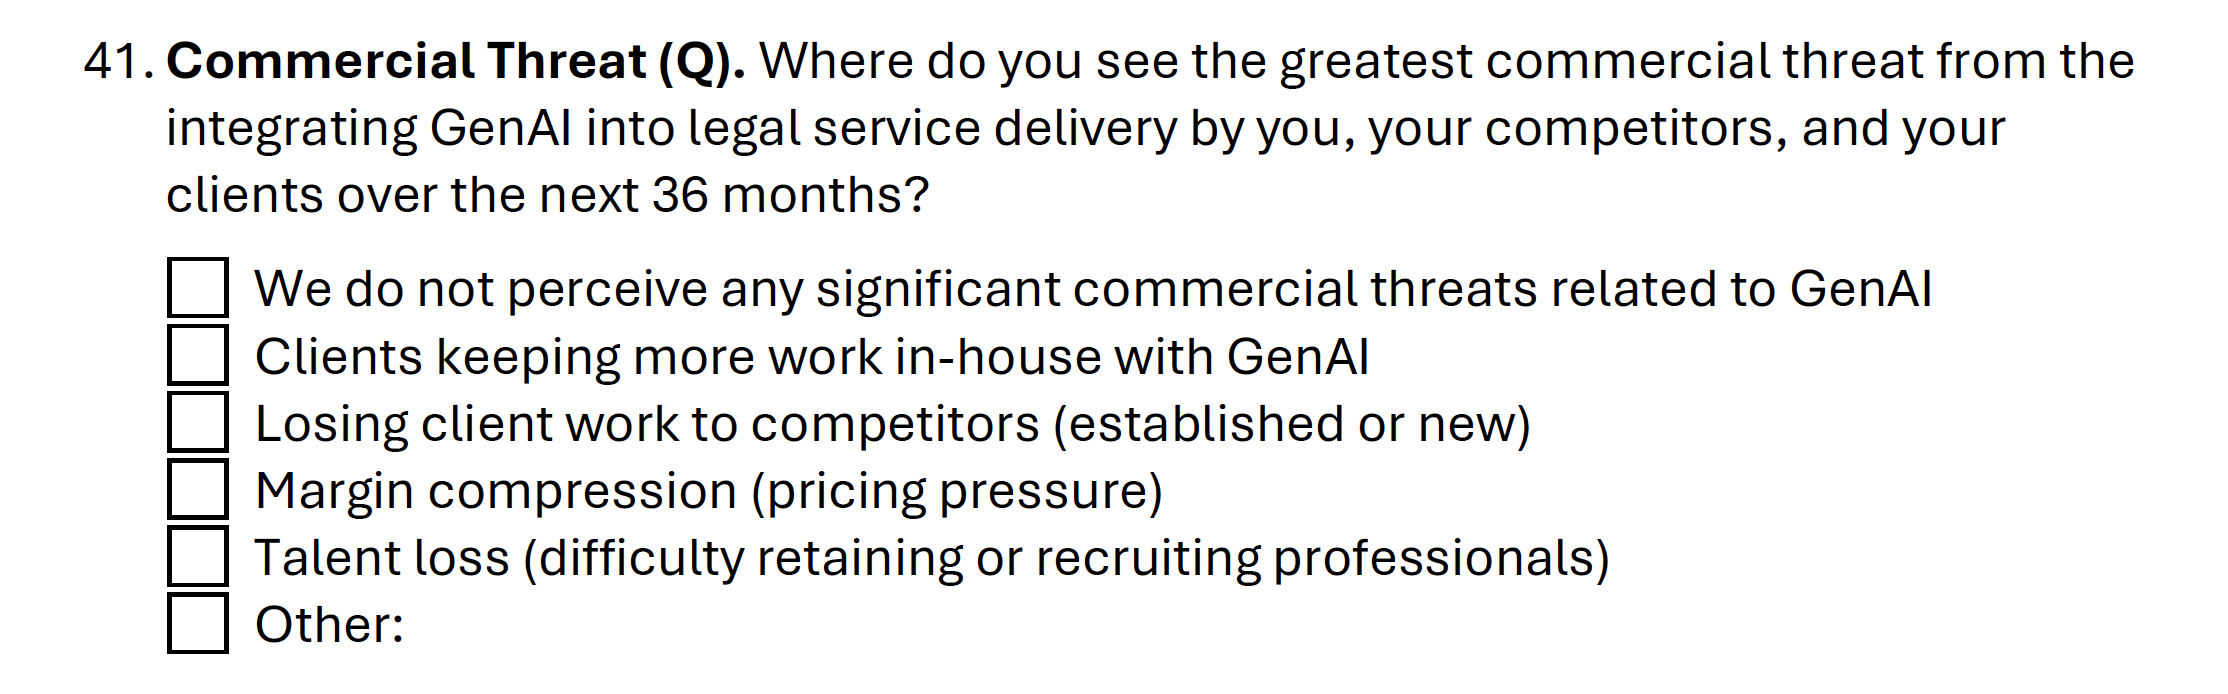 41. Commercial Threat (Q). Where do you see the greatest commercial threat from the
integrating GenAI into legal service delivery by you, your competitors, and your
clients over the next 36 months?
We do not perceive any significant commercial threats related to GenAI
Clients keeping more work in-house with GenAI
Losing client work to competitors (established or new)
Margin compression (pricing pressure)
Talent loss (difficulty retaining or recruiting professionals)
Other: